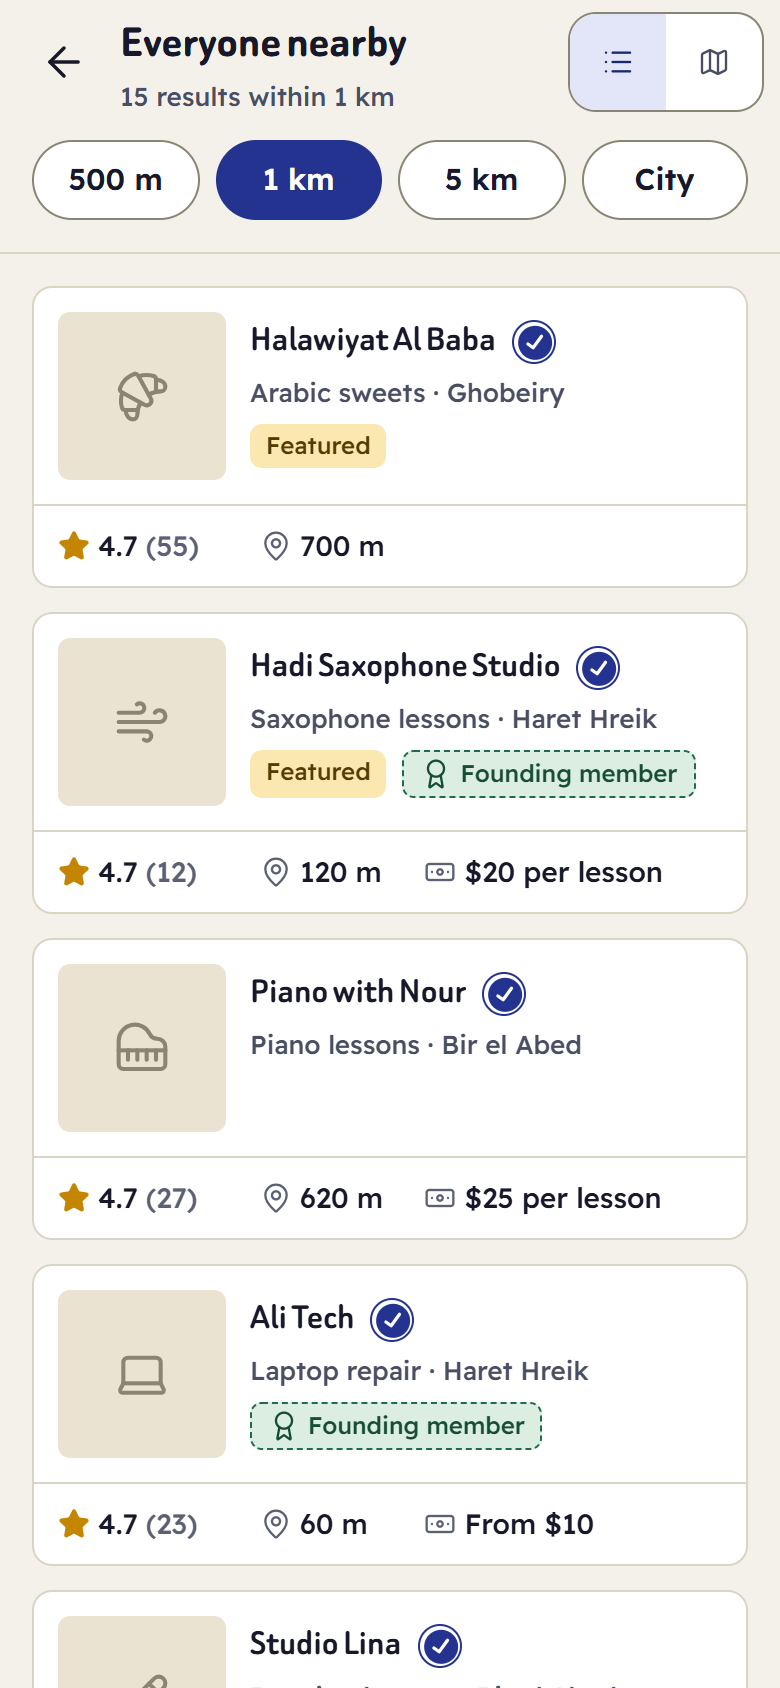 Everyone nearby
15 results within 1 km
500 m
1 km
5 km
City
Halawiyat Al Baba
Arabic sweets · Ghobeiry
Featured
4.7 (55)
700 m
Hadi Saxophone Studio
Saxophone lessons · Haret Hreik
Featured
Founding member
4.7 (12)
120 m
$20 per lesson
Piano with Nour
Piano lessons · Bir el Abed
4.7 (27)
620 m
$25 per lesson
Ali Tech
Laptop repair · Haret Hreik
Founding member
4.7 (23)
60 m
From $10
Studio Lina